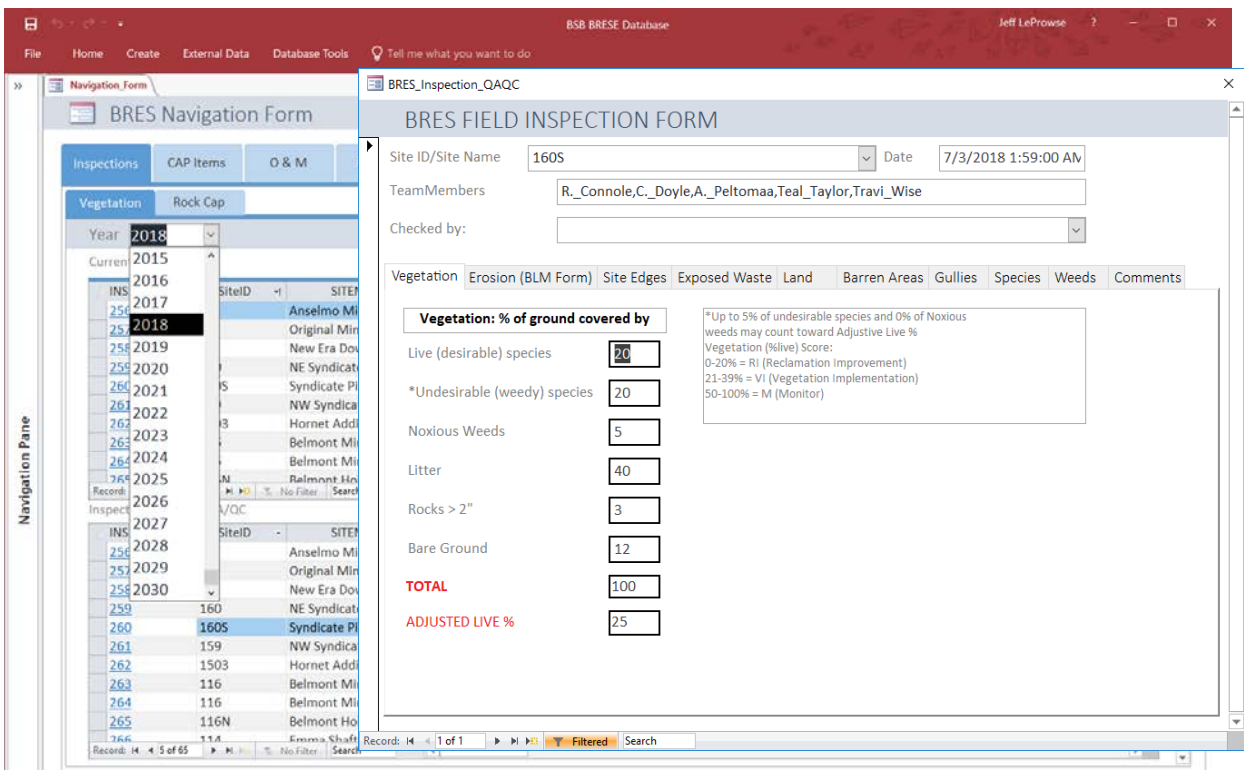 BSB BRESE Database
Jeff LeProwse ?
File Home Create External Data Database Tools Tell me what you want to do
Navigation_Form
BRES Navigation Form
Inspections CAP Items O & M
Vegetation Rock Cap
Year 2018
2015
2016
2017
2018
2019
2020
2021
2022
2023
2024
2025
2026
2027
2028
2029
2030
Navigation Pane
INS SiteID
Anselmo Mi
Original Min
New Era Dov
NE Syndicat
Syndicate Pi
NW Syndica
Hornet Addi
Belmont Mi
Belmont Mi
Belmont Ho
Record: No Filter Search
Inspect A/QC
INS SiteID
Anselmo Mi
Original Min
New Era Dov
259 160 NE Syndicat
260 160S Syndicate Pl
261 159 NW Syndica
262 1503 Hornet Addi
263 116 Belmont Mi
264 116 Belmont Mi
265 116N Belmont Ho
266 114 Emma Shaft
Record: 5 of 65 No Filter Search
BRES_Inspection_QAQC
BRES FIELD INSPECTION FORM
Site ID/Site Name 160S Date 7/3/2018 1:59:00 AM
TeamMembers R._Connole,C._Doyle,A._Peltomaa,Teal_Taylor,Travi_Wise
Checked by:
Vegetation Erosion (BLM Form) Site Edges Exposed Waste Land Barren Areas Gullies Species Weeds Comments
Vegetation: % of ground covered by
Live (desirable) species 20
*Undesirable (weedy) species 20
Noxious Weeds 5
Litter 40
Rocks > 2" 3
Bare Ground 12
TOTAL 100
ADJUSTED LIVE % 25
*Up to 5% of undesirable species and 0% of Noxious
weeds may count toward Adjustive Live %
Vegetation (%live) Score:
0-20% = RI (Reclamation Improvement)
21-39% = VI (Vegetation Implementation)
50-100% = M (Monitor)
Record: 1 of 1 Filtered Search